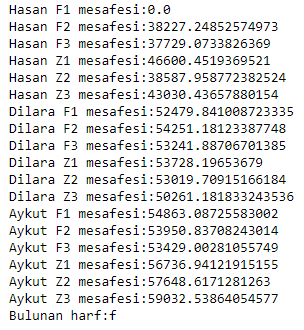 Hasan F1 mesafesi:0.0
Hasan F2 mesafesi:38227.24852574973
Hasan F3 mesafesi:37729.0733826369
Hasan Z1 mesafesi:46600.4519369521
Hasan Z2 mesafesi:38587.958772382524
Hasan Z3 mesafesi:43030.43657880154
Dilara F1 mesafesi:52479.841008723335
Dilara F2 mesafesi:54251.18123387748
Dilara F3 mesafesi:53241.88706701385
Dilara Z1 mesafesi:53728.19653679
Dilara Z2 mesafesi:53019.70915166184
Dilara Z3 mesafesi:50261.181833243536
Aykut F1 mesafesi:54863.08725583002
Aykut F2 mesafesi:53950.83708243014
Aykut F3 mesafesi:53429.00281055749
Aykut Z1 mesafesi:56736.94121915155
Aykut Z2 mesafesi:57648.6171281263
Aykut Z3 mesafesi:59032.53864054577
Bulunan harf:f